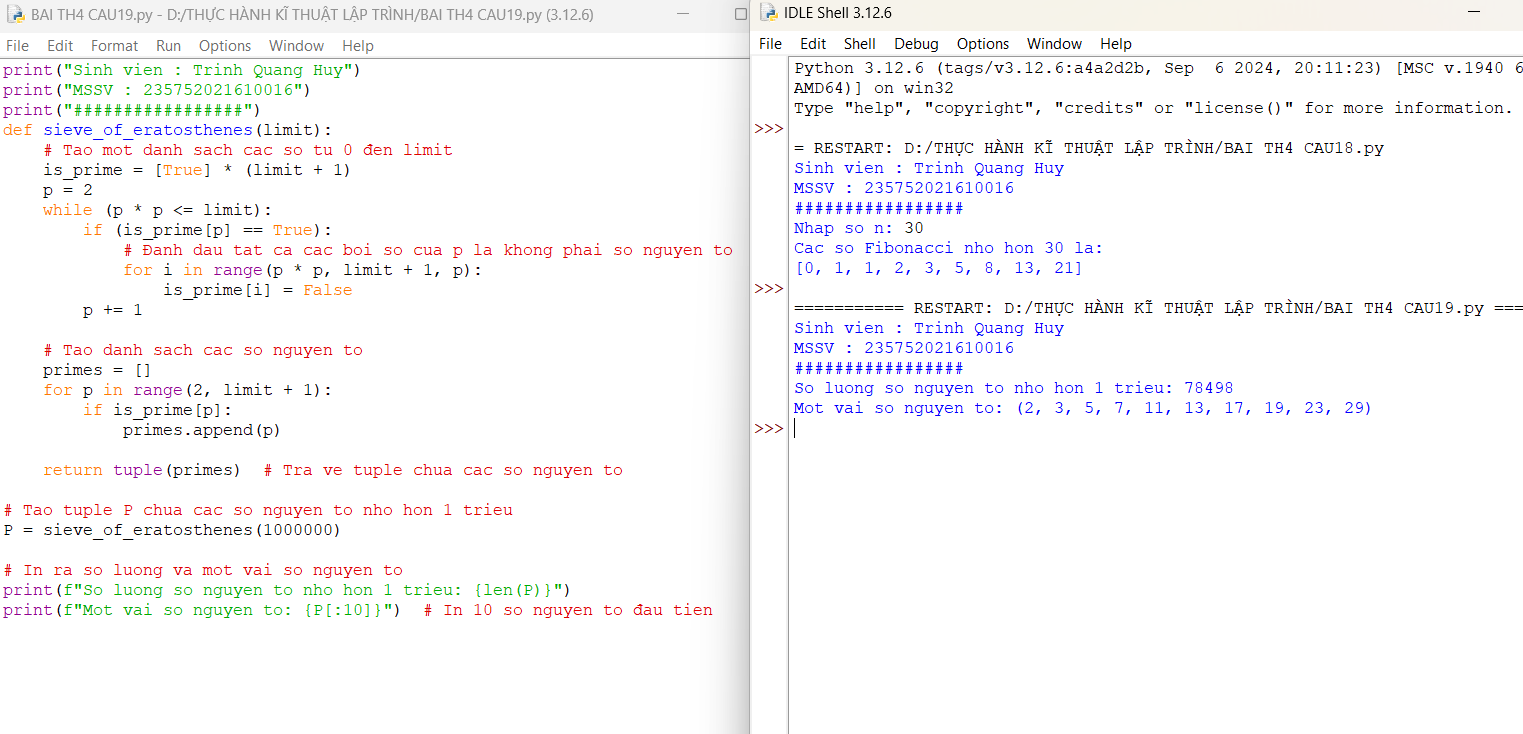 BAI TH4 CAU19.py - D:/THỰC HÀNH KĨ THUẬT LẬP TRÌNH/BAI TH4 CAU19.py (3.12.6)
File Edit Format Run Options Window Help
print("Sinh vien : Trinh Quang Huy")
print("MSSV : 235752021610016")
print("#################")
def sieve_of_eratosthenes(limit):
    # Tao mot danh sach cac so tu 0 đen limit
    is_prime = [True] * (limit + 1)
    p = 2
    while (p * p <= limit):
        if (is_prime[p] == True):
            # Đanh dau tat ca cac boi so cua p la khong phai so nguyen to
            for i in range(p * p, limit + 1, p):
                is_prime[i] = False
        p += 1
    # Tao danh sach cac so nguyen to
    primes = []
    for p in range(2, limit + 1):
        if is_prime[p]:
            primes.append(p)
    return tuple(primes)  # Tra ve tuple chua cac so nguyen to
# Tao tuple P chua cac so nguyen to nho hon 1 trieu
P = sieve_of_eratosthenes(1000000)
# In ra so luong va mot vai so nguyen to
print(f"So luong so nguyen to nho hon 1 trieu: {len(P)}")
print(f"Mot vai so nguyen to: {P[:10]}")  # In 10 so nguyen to đau tien
IDLE Shell 3.12.6
File Edit Shell Debug Options Window Help
Python 3.12.6 (tags/v3.12.6:a4a2d2b, Sep  6 2024, 20:11:23) [MSC v.1940 6
AMD64)] on win32
Type "help", "copyright", "credits" or "license()" for more information.
>>>
= RESTART: D:/THỰC HÀNH KĨ THUẬT LẬP TRÌNH/BAI TH4 CAU18.py
Sinh vien : Trinh Quang Huy
MSSV : 235752021610016
#################
Nhap so n: 30
Cac so Fibonacci nho hon 30 la:
[0, 1, 1, 2, 3, 5, 8, 13, 21]
>>>
=========== RESTART: D:/THỰC HÀNH KĨ THUẬT LẬP TRÌNH/BAI TH4 CAU19.py ===
Sinh vien : Trinh Quang Huy
MSSV : 235752021610016
#################
So luong so nguyen to nho hon 1 trieu: 78498
Mot vai so nguyen to: (2, 3, 5, 7, 11, 13, 17, 19, 23, 29)
>>>